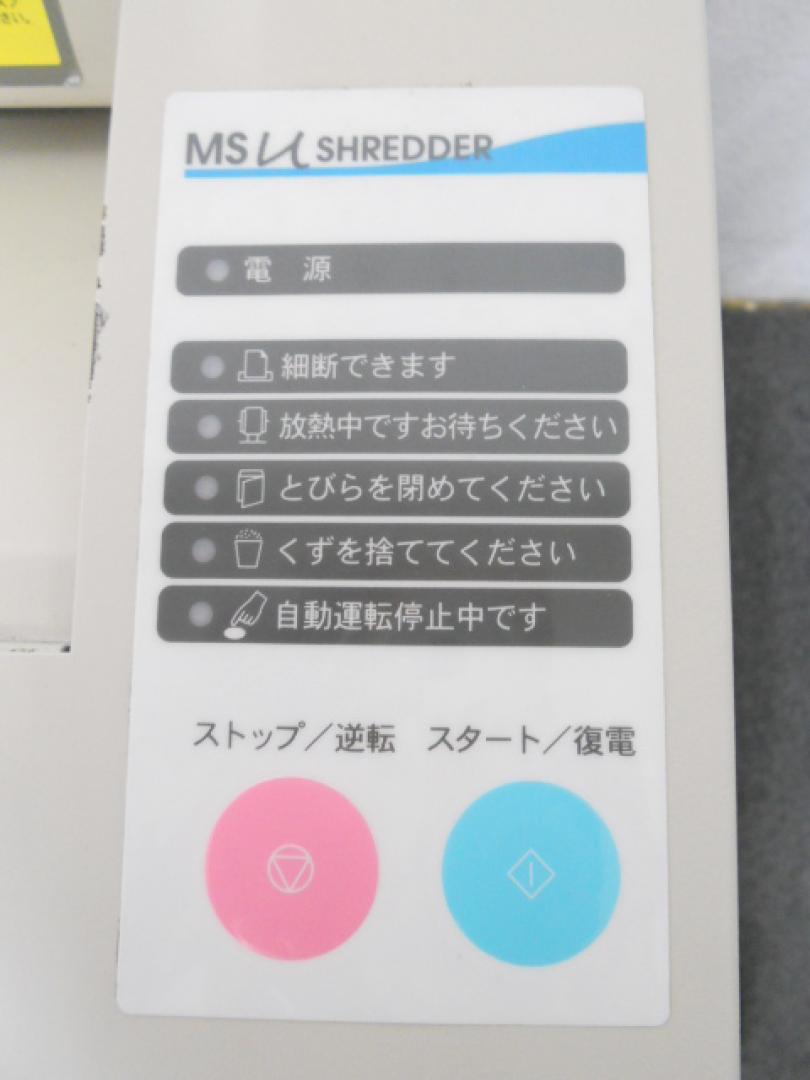 さい。
MS μ SHREDDER
電 源
細断できます
放熱中ですお待ちください
とびらを閉めてください
くずを捨ててください
自動運転停止中です
ストップ／逆転 スタート／復電